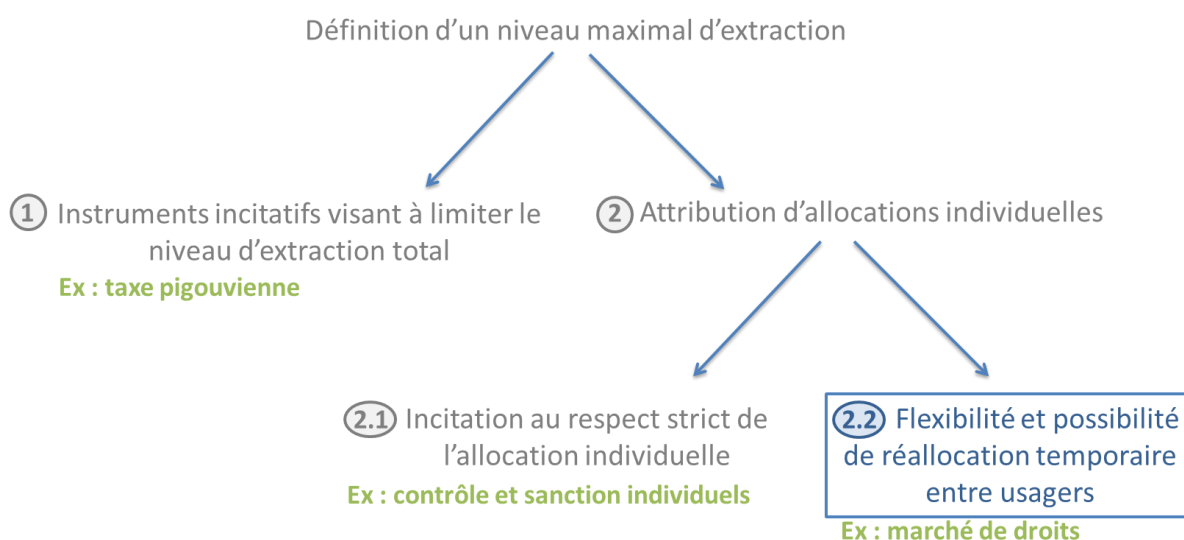 Définition d’un niveau maximal d’extraction
1 Instruments incitatifs visant à limiter le
niveau d’extraction total
Ex : taxe pigouvienne
2 Attribution d’allocations individuelles
2.1 Incitation au respect strict de
l’allocation individuelle
Ex : contrôle et sanction individuels
2.2 Flexibilité et possibilité
de réallocation temporaire
entre usagers
Ex : marché de droits